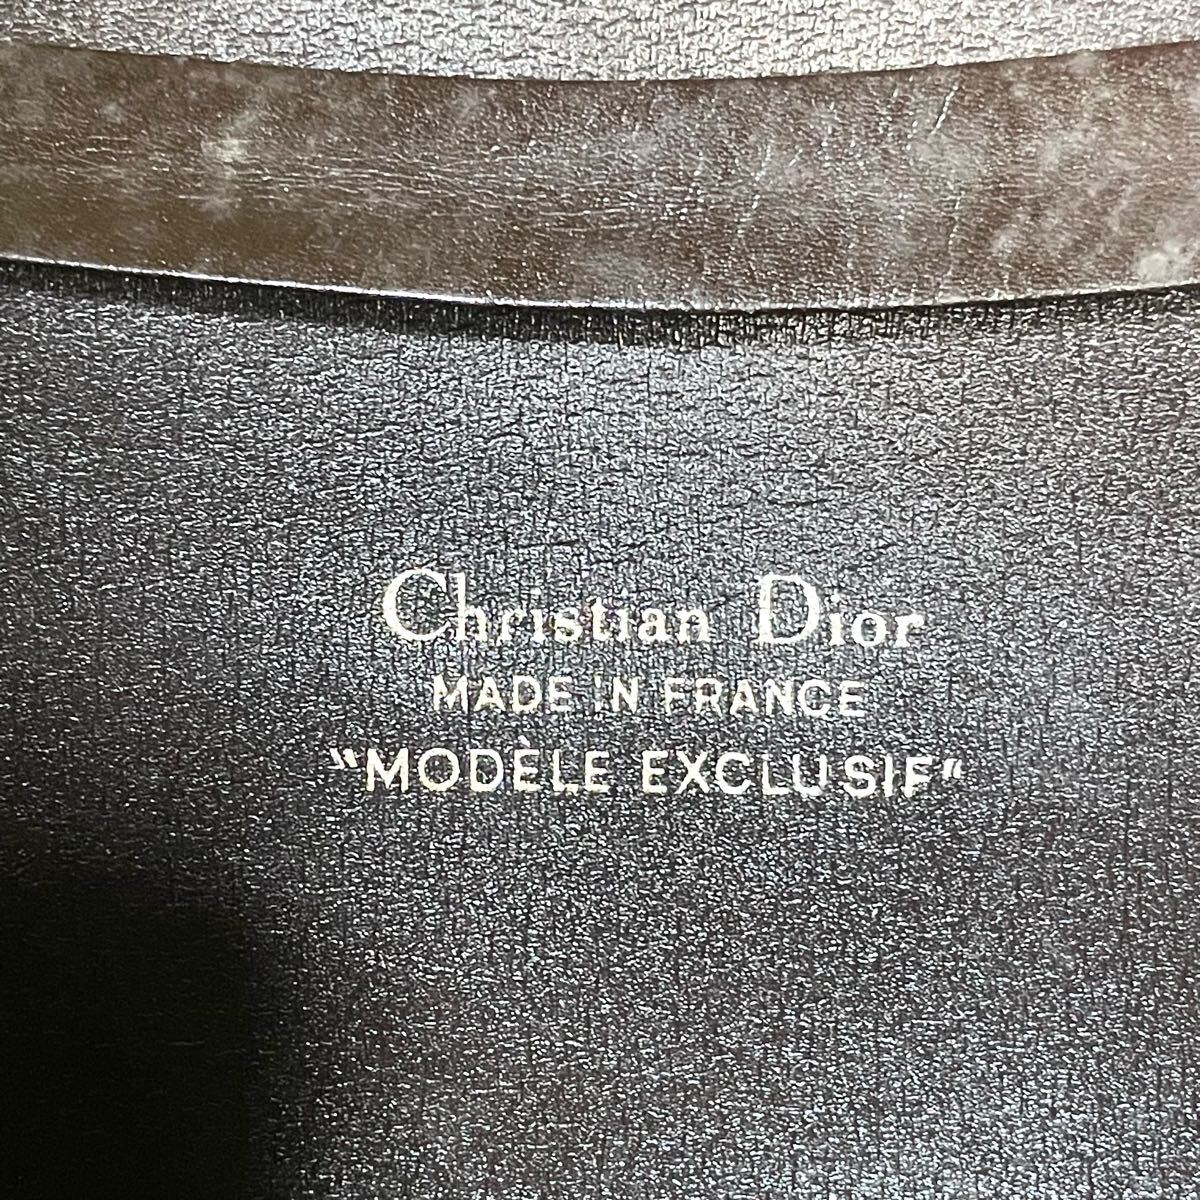 Christian Dior
MADE IN FRANCE
"MODÈLE EXCLUSIF"